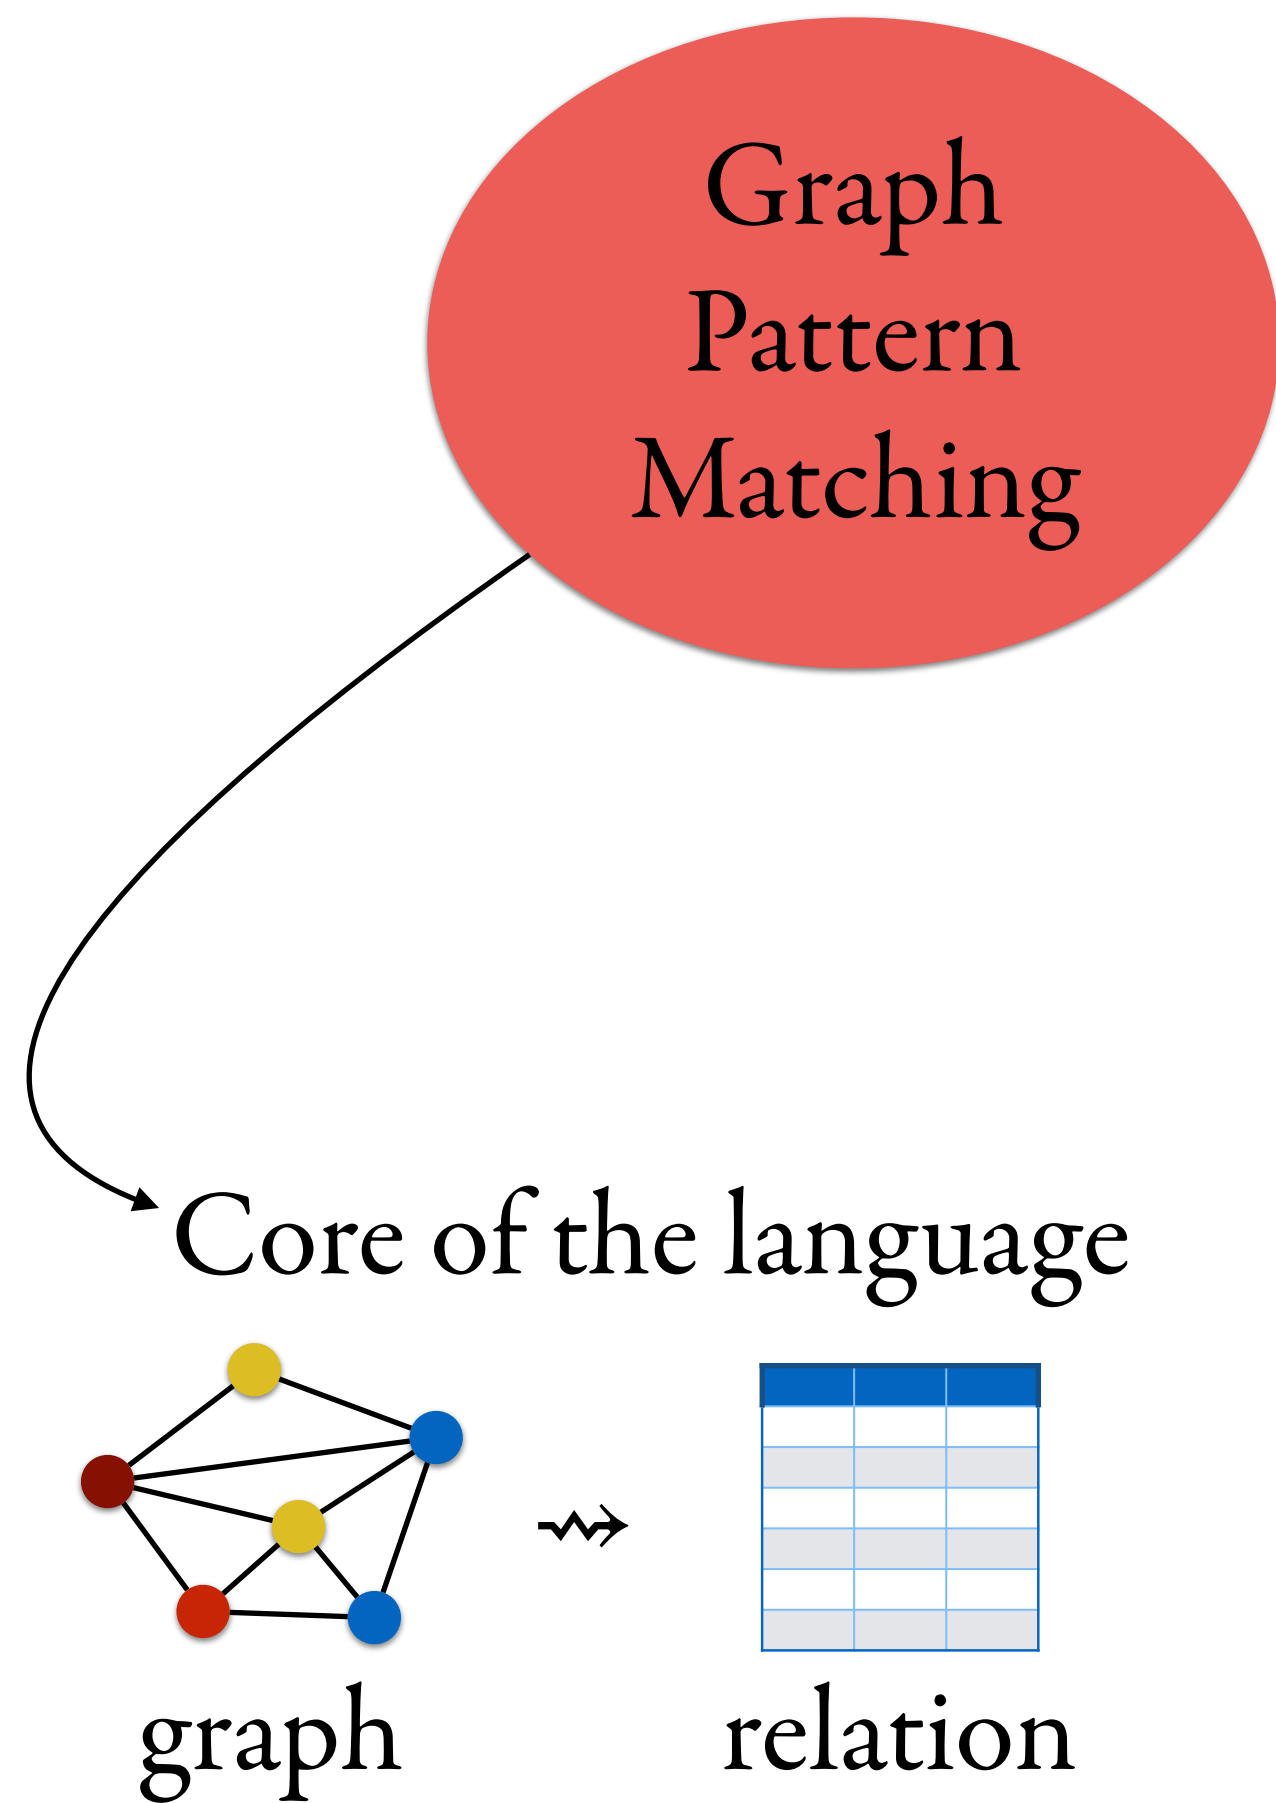 Graph
Pattern
Matching
Core of the language
graph
relation